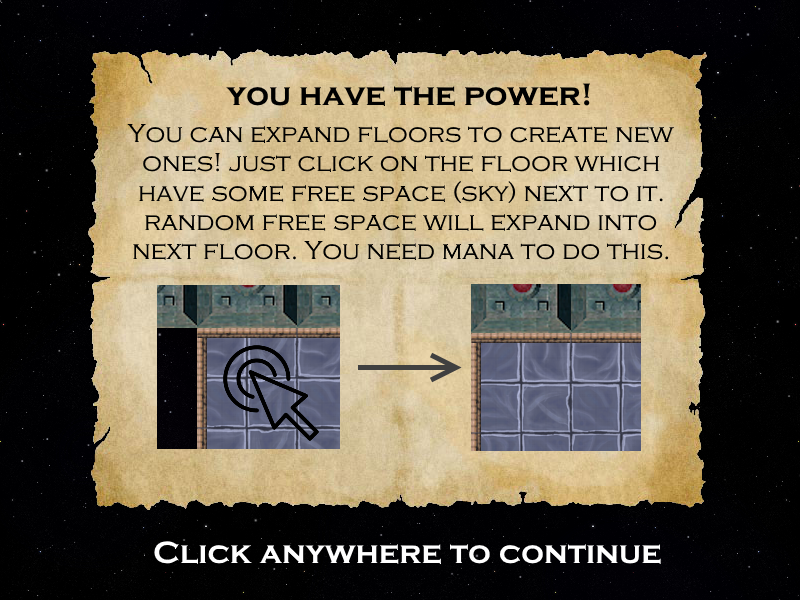 YOU HAVE THE POWER!
YOU CAN EXPAND FLOORS TO CREATE NEW
ONES! JUST CLICK ON THE FLOOR WHICH
HAVE SOME FREE SPACE (SKY) NEXT TO IT.
RANDOM FREE SPACE WILL EXPAND INTO
NEXT FLOOR. YOU NEED MANA TO DO THIS.
CLICK ANYWHERE TO CONTINUE